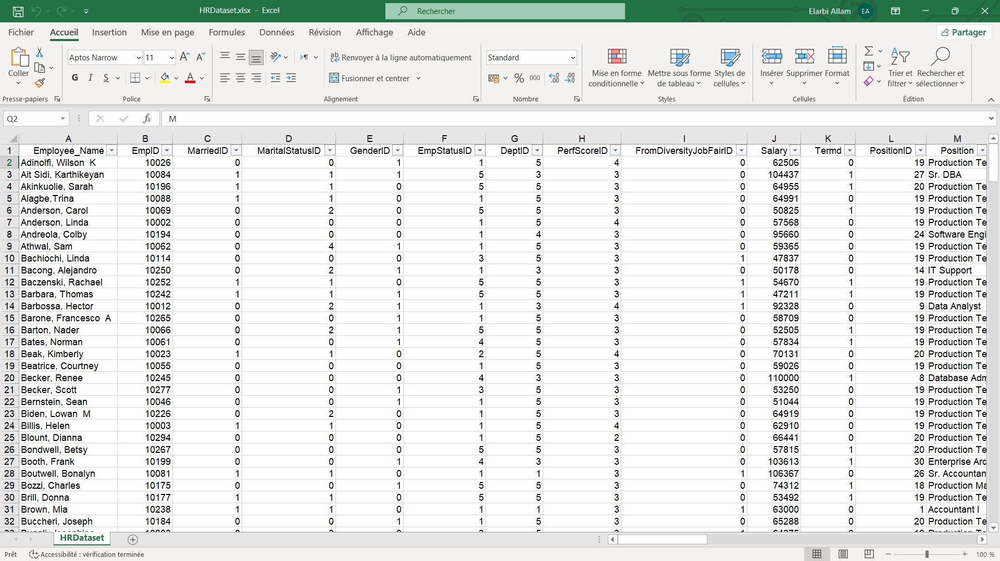 HRDataset.xlsx - Excel
Rechercher
Elarbi Allam EA
Fichier Accueil Insertion Mise en page Formules Données Révision Affichage Aide Partager
Coller
Aptos Narrow 11
G I S
Renvoyer à la ligne automatiquement
Fusionner et centrer
Standard
% 000
Mise en forme conditionnelle
Mettre sous forme de tableau
Styles de cellules
Insérer Supprimer Format
Trier et filtrer
Rechercher et sélectionner
Presse-papiers Police Alignement Nombre Styles Cellules Édition
Q2 fx M
A B C D E F G H I J K L M
1 Employee_Name EmpID MarriedID MaritalStatusID GenderID EmpStatusID DeptID PerfScoreID FromDiversityJobFairID Salary Termd PositionID Position
2 Adinolfi, Wilson K 10026 0 0 1 1 5 4 0 62506 0 19 Production Te
3 Ait Sidi, Karthikeyan 10084 1 1 1 5 3 3 0 104437 1 27 Sr. DBA
4 Akinkuolie, Sarah 10196 1 1 0 5 5 3 0 64955 1 20 Production Te
5 Alagbe,Trina 10088 1 1 0 1 5 3 0 64991 0 19 Production Te
6 Anderson, Carol 10069 0 2 0 5 5 3 0 50825 1 19 Production Te
7 Anderson, Linda 10002 0 0 0 1 5 4 0 57568 0 19 Production Te
8 Andreola, Colby 10194 0 0 0 1 4 3 0 95660 0 24 Software Engi
9 Athwal, Sam 10062 0 4 1 1 5 3 0 59365 0 19 Production Te
10 Bachiochi, Linda 10114 0 0 0 3 5 3 1 47837 0 19 Production Te
11 Bacong, Alejandro 10250 0 2 1 1 3 3 0 50178 0 14 IT Support
12 Baczenski, Rachael 10252 1 1 0 5 5 3 1 54670 1 19 Production Te
13 Barbara, Thomas 10242 1 1 1 5 5 3 1 47211 1 19 Production Te
14 Barbossa, Hector 10012 0 2 1 1 3 4 1 92328 0 9 Data Analyst
15 Barone, Francesco A 10265 0 0 1 1 5 3 0 58709 0 19 Production Te
16 Barton, Nader 10066 0 2 1 5 5 3 0 52505 1 19 Production Te
17 Bates, Norman 10061 0 0 1 4 5 3 0 57834 1 19 Production Te
18 Beak, Kimberly 10023 1 1 0 2 5 4 0 70131 0 20 Production Te
19 Beatrice, Courtney 10055 0 0 0 1 5 3 0 59026 0 19 Production Te
20 Becker, Renee 10245 0 0 0 4 3 3 0 110000 1 8 Database Adm
21 Becker, Scott 10277 0 0 1 3 5 3 0 53250 0 19 Production Te
22 Bernstein, Sean 10046 0 0 1 1 5 3 0 51044 0 19 Production Te
23 Biden, Lowan M 10226 0 2 0 1 5 3 0 64919 0 19 Production Te
24 Billis, Helen 10003 1 1 0 1 5 4 0 62910 0 19 Production Te
25 Blount, Dianna 10294 0 0 0 1 5 2 0 66441 0 20 Production Te
26 Bondwell, Betsy 10267 0 0 0 5 5 3 0 57815 1 20 Production Te
27 Booth, Frank 10199 0 0 1 4 3 3 0 103613 1 30 Enterprise Arc
28 Boutwell, Bonalyn 10081 1 1 0 1 1 3 1 106367 0 26 Sr. Accountan
29 Bozzi, Charles 10175 0 0 1 5 5 3 0 74312 1 18 Production Ma
30 Brill, Donna 10177 1 1 0 5 5 3 0 53492 1 19 Production Te
31 Brown, Mia 10238 1 1 0 1 1 3 1 63000 0 1 Accountant I
32 Buccheri, Joseph 10184 0 0 1 1 5 3 0 65288 0 20 Production Te
HRDataset
Prêt Accessibilité : vérification terminée 100 %